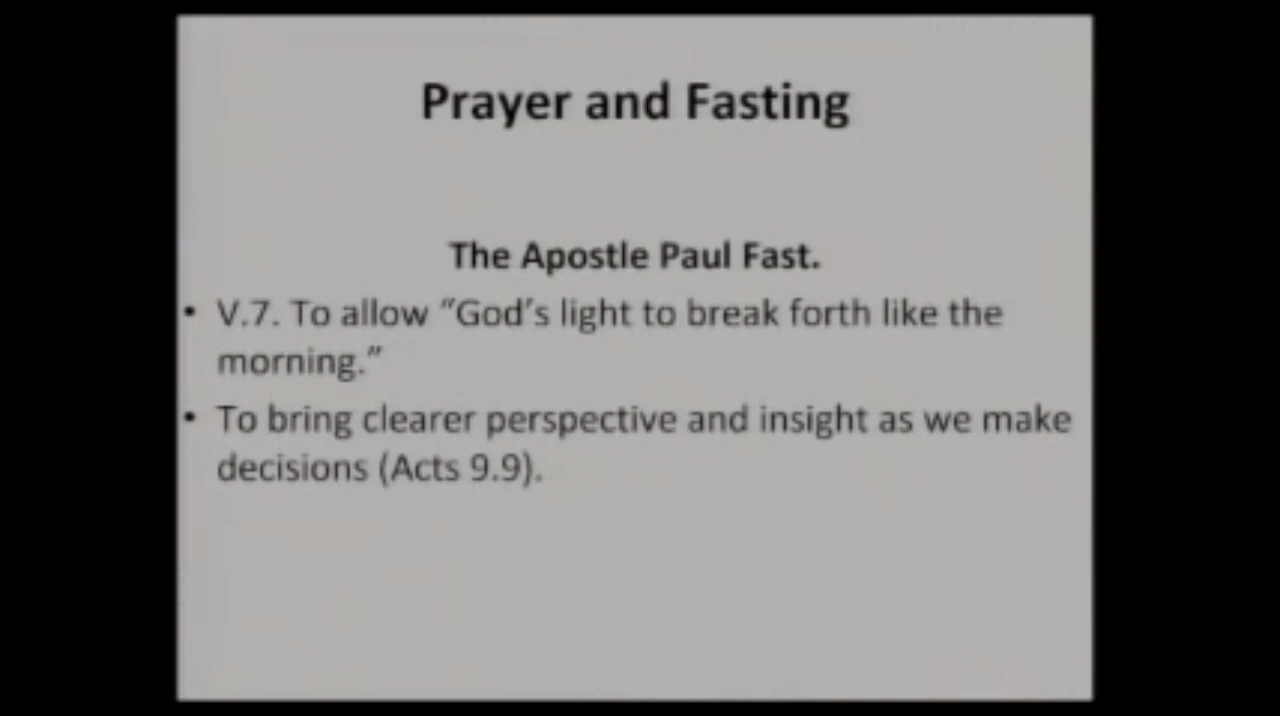 Prayer and Fasting
The Apostle Paul Fast.
• V.7. To allow “God’s light to break forth like the
morning.”
• To bring clearer perspective and insight as we make
decisions (Acts 9.9).